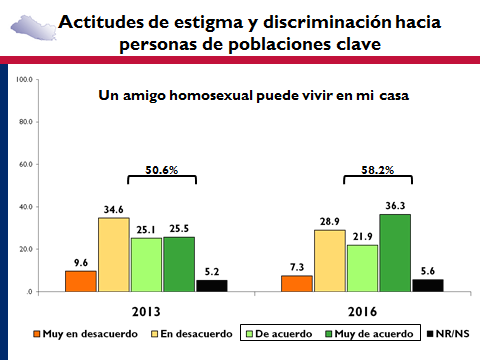 Actitudes de estigma y discriminación hacia
personas de poblaciones clave
Un amigo homosexual puede vivir en mi casa
100.0
80.0
60.0
40.0
20.0
.0
50.6%
58.2%
9.6
34.6
25.1
25.5
5.2
7.3
28.9
21.9
36.3
5.6
2013
2016
Muy en desacuerdo
En desacuerdo
De acuerdo
Muy de acuerdo
NR/NS